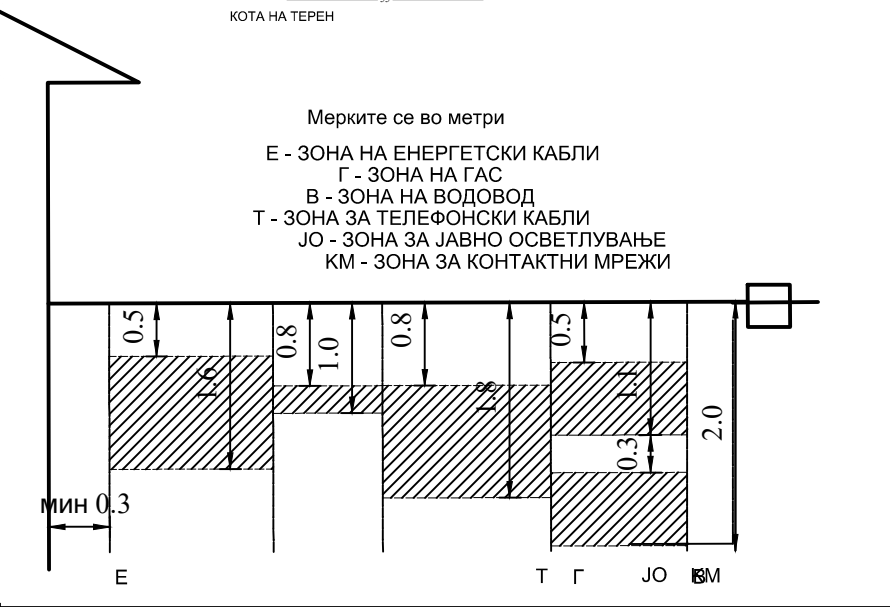 КОТА НА ТЕРЕН
Мерките се во метри
Е - ЗОНА НА ЕНЕРГЕТСКИ КАБЛИ
Г - ЗОНА НА ГАС
В - ЗОНА НА ВОДОВОД
Т - ЗОНА ЗА ТЕЛЕФОНСКИ КАБЛИ
ЈО - ЗОНА ЗА ЈАВНО ОСВЕТЛУВАЊЕ
КМ - ЗОНА ЗА КОНТАКТНИ МРЕЖИ
0.5 0.8 1.0 0.8 0.5
1.6 1.8 1.1 2.0
0.3
мин 0.3
Е Т Г ЈО КМ